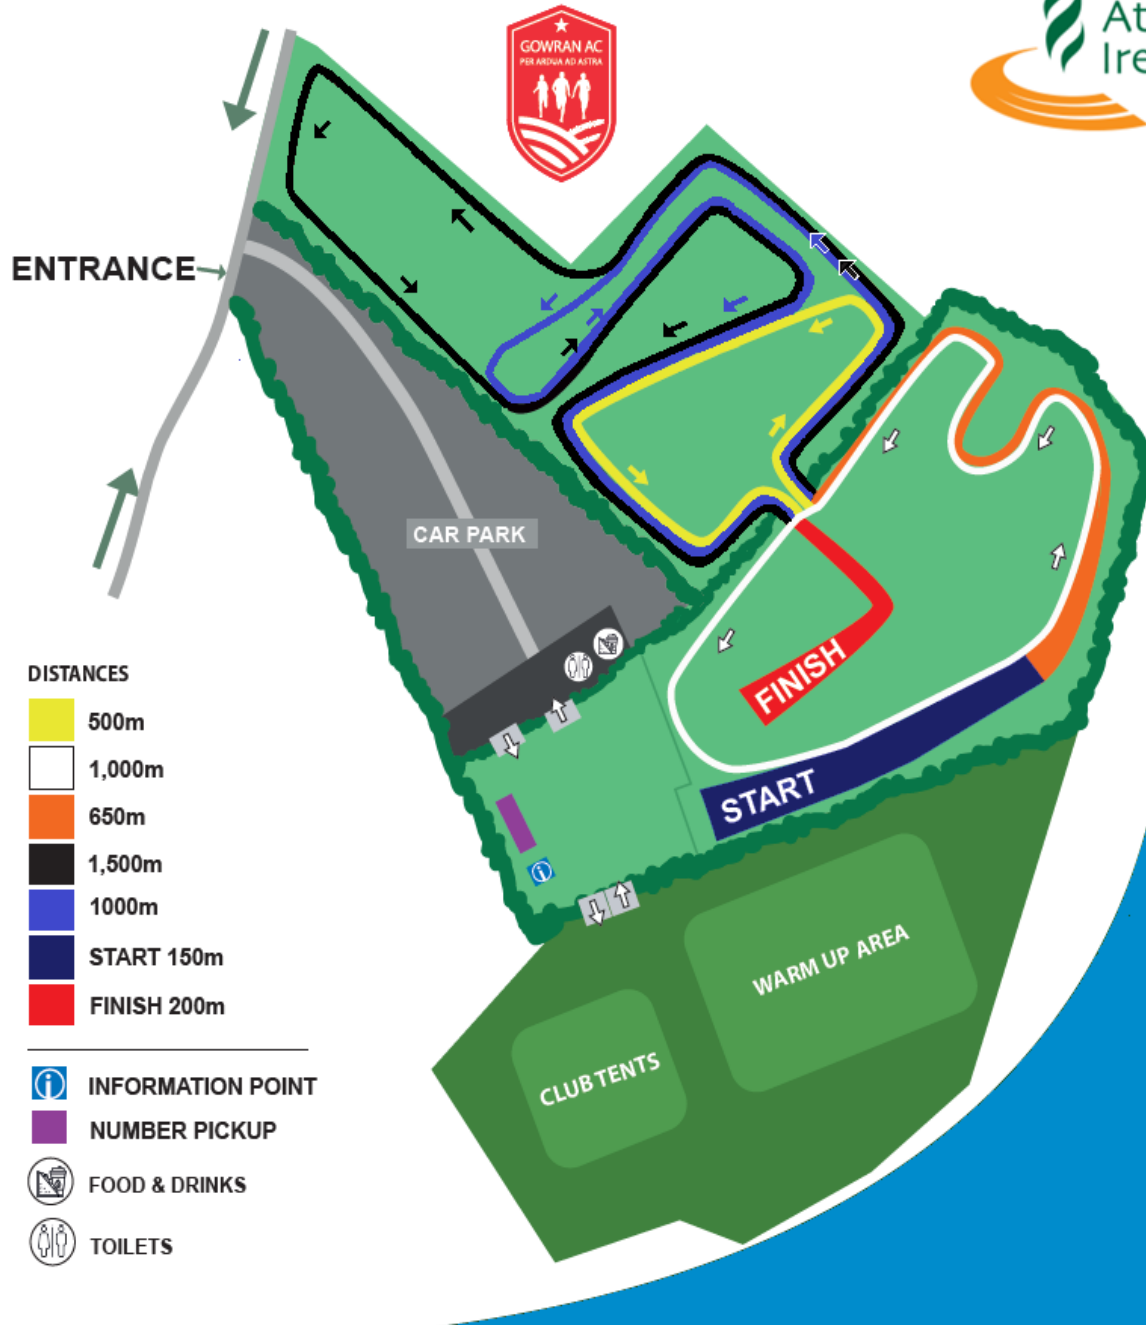 GOWRAN AC
PER ARDUA AD ASTRA
At
Ire
ENTRANCE
CAR PARK
FINISH
START
DISTANCES
500m
1,000m
650m
1,500m
1000m
START 150m
FINISH 200m
INFORMATION POINT
NUMBER PICKUP
FOOD & DRINKS
TOILETS
WARM UP AREA
CLUB TENTS